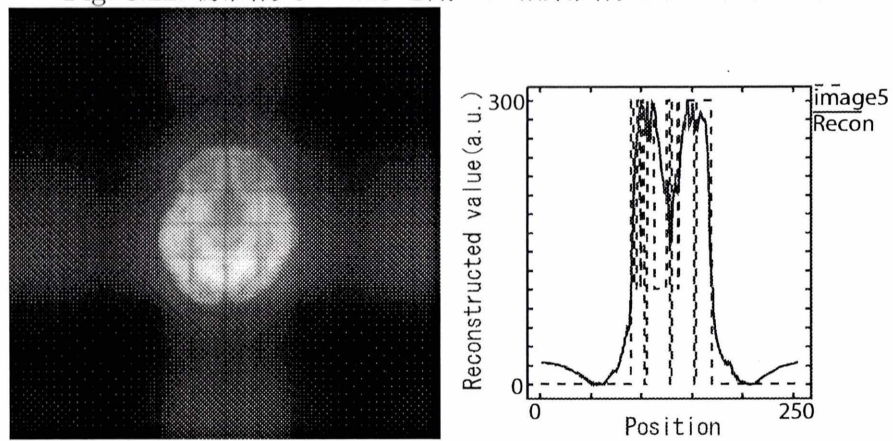 300
0
0
250
Position
Reconstructed value(a.u.)
image5
Recon